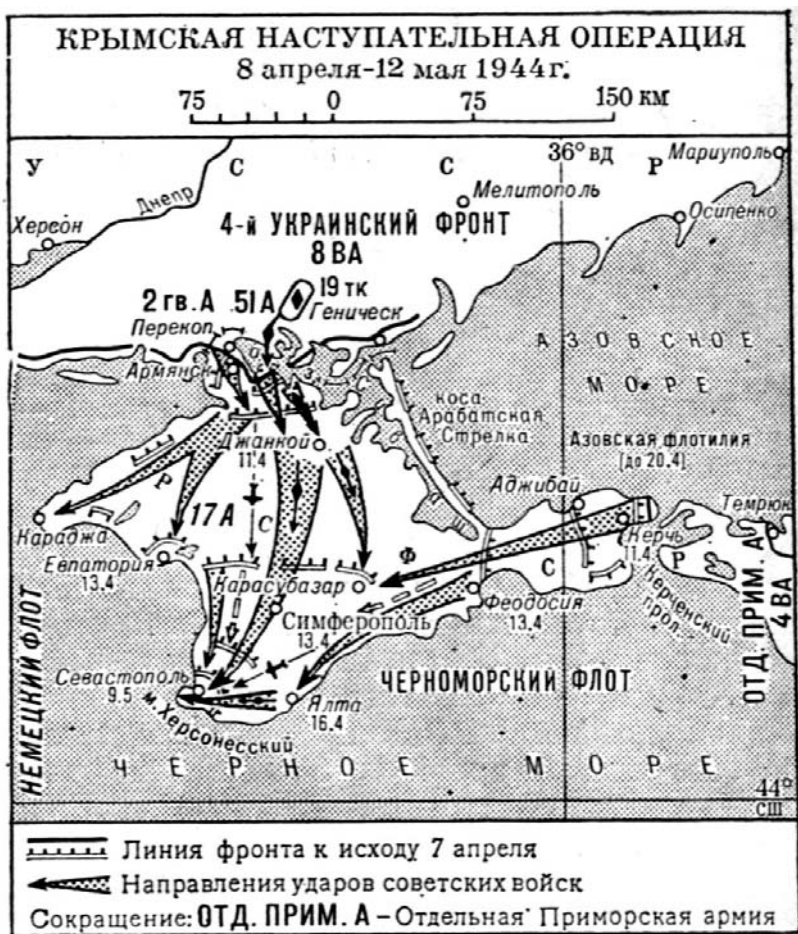 КРЫМСКАЯ НАСТУПАТЕЛЬНАЯ ОПЕРАЦИЯ
8 апреля-12 мая 1944г.
75 0 75 150 км
У С С Р
36° вд
Мариуполь
Днепр
Мелитополь
Херсон
Осипенко
4-й УКРАИНСКИЙ ФРОНТ
8 ВА
19 тк
2 гв. А 51 А
Геническ
Перекоп
АЗОВСКОЕ
МОРЕ
Армянск
коса
Арабатская
Стрелка
Джанкой
11.4
Азовская флотилия
[до 20.4]
Аджибай
Темрюк
17 А
Караджа
Керчь
11.4
Евпатория
13.4
Карасубазар
Р С Ф С Р
Керченский
прол.
Симферополь
13.4
Феодосия
13.4
ОТД. ПРИМ. А
4 ВА
НЕМЕЦКИЙ ФЛОТ
Севастополь
9.5
ЧЕРНОМОРСКИЙ ФЛОТ
Ялта
16.4
м. Херсонесский
ЧЕРНОЕ МОРЕ
44°
сш
Линия фронта к исходу 7 апреля
Направления ударов советских войск
Сокращение: ОТД. ПРИМ. А – Отдельная Приморская армия